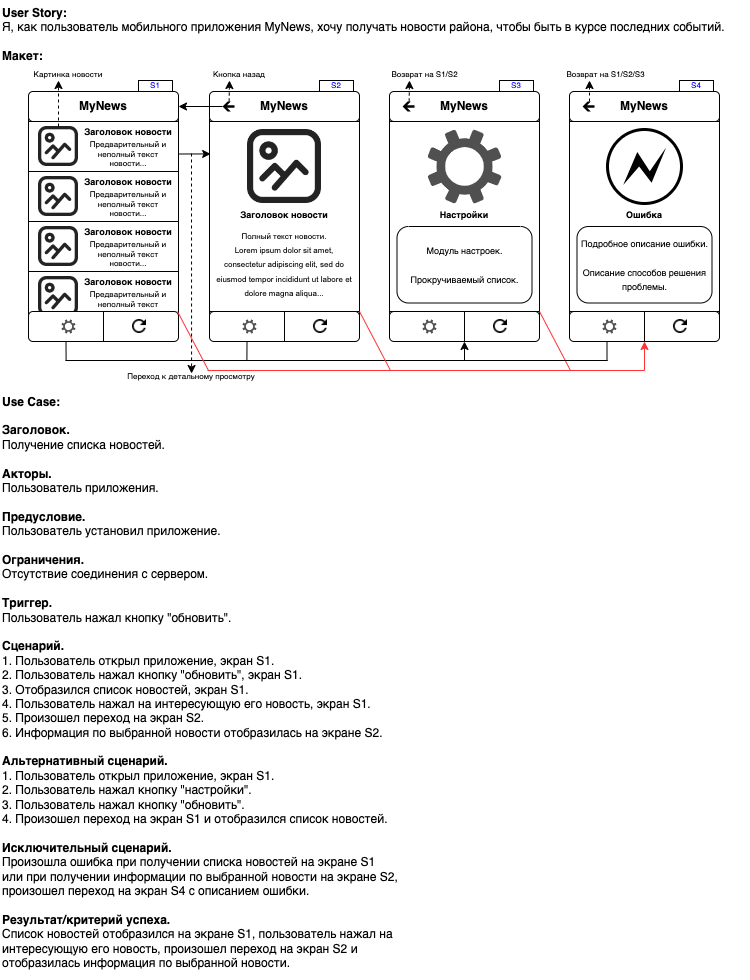 User Story:
Я, как пользователь мобильного приложения MyNews, хочу получать новости района, чтобы быть в курсе последних событий.
Макет:
Картинка новости
Кнопка назад
Возврат на S1/S2
Возврат на S1/S2/S3
S1
S2
S3
S4
MyNews
MyNews
MyNews
MyNews
Заголовок новости
Предварительный и
неполный текст
новости...
Заголовок новости
Предварительный и
неполный текст
новости...
Заголовок новости
Предварительный и
неполный текст
новости...
Заголовок новости
Предварительный и
неполный текст
Заголовок новости
Полный текст новости.
Lorem ipsum dolor sit amet,
consectetur adipiscing elit, sed do
eiusmod tempor incididunt ut labore et
dolore magna aliqua...
Настройки
Модуль настроек.
Прокручиваемый список.
Ошибка
Подробное описание ошибки.
Описание способов решения
проблемы.
Переход к детальному просмотру
Use Case:
Заголовок.
Получение списка новостей.
Акторы.
Пользователь приложения.
Предусловие.
Пользователь установил приложение.
Ограничения.
Отсутствие соединения с сервером.
Триггер.
Пользователь нажал кнопку "обновить".
Сценарий.
1. Пользователь открыл приложение, экран S1.
2. Пользователь нажал кнопку "обновить", экран S1.
3. Отобразился список новостей, экран S1.
4. Пользователь нажал на интересующую его новость, экран S1.
5. Произошел переход на экран S2.
6. Информация по выбранной новости отобразилась на экране S2.
Альтернативный сценарий.
1. Пользователь открыл приложение, экран S1.
2. Пользователь нажал кнопку "настройки".
3. Пользователь нажал кнопку "обновить".
4. Произошел переход на экран S1 и отобразился список новостей.
Исключительный сценарий.
Произошла ошибка при получении списка новостей на экране S1
или при получении информации по выбранной новости на экране S2,
произошел переход на экран S4 с описанием ошибки.
Результат/критерий успеха.
Список новостей отобразился на экране S1, пользователь нажал на
интересующую его новость, произошел переход на экран S2 и
отобразилась информация по выбранной новости.